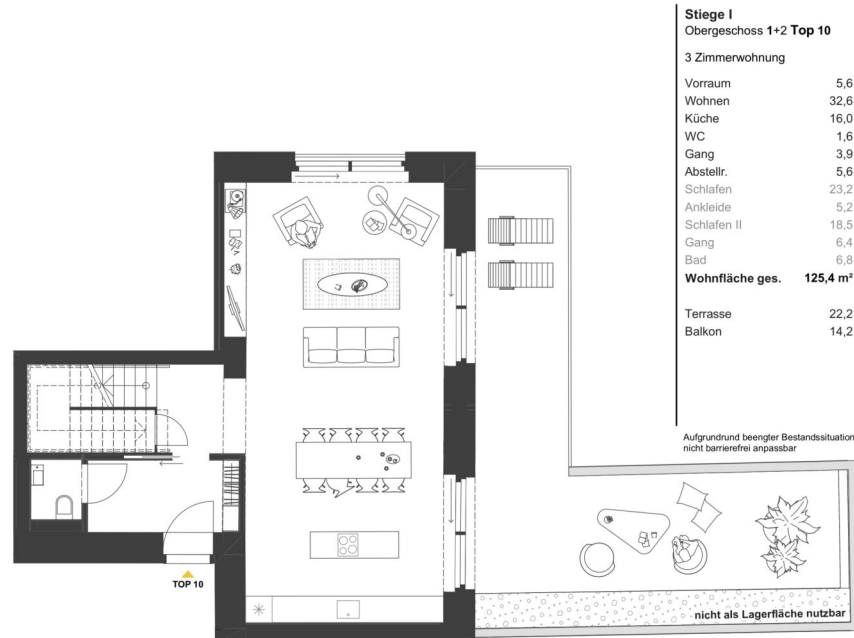 Stiege I
Obergeschoss 1+2 Top 10
3 Zimmerwohnung
Vorraum 5,6
Wohnen 32,6
Küche 16,0
WC 1,6
Gang 3,9
Abstellr. 5,6
Schlafen 23,2
Ankleide 5,2
Schlafen II 18,5
Gang 6,4
Bad 6,8
Wohnfläche ges. 125,4 m²
Terrasse 22,2
Balkon 14,2
Aufgrundrund beengter Bestandssituation
nicht barrierefrei anpassbar
TOP 10
nicht als Lagerfläche nutzbar